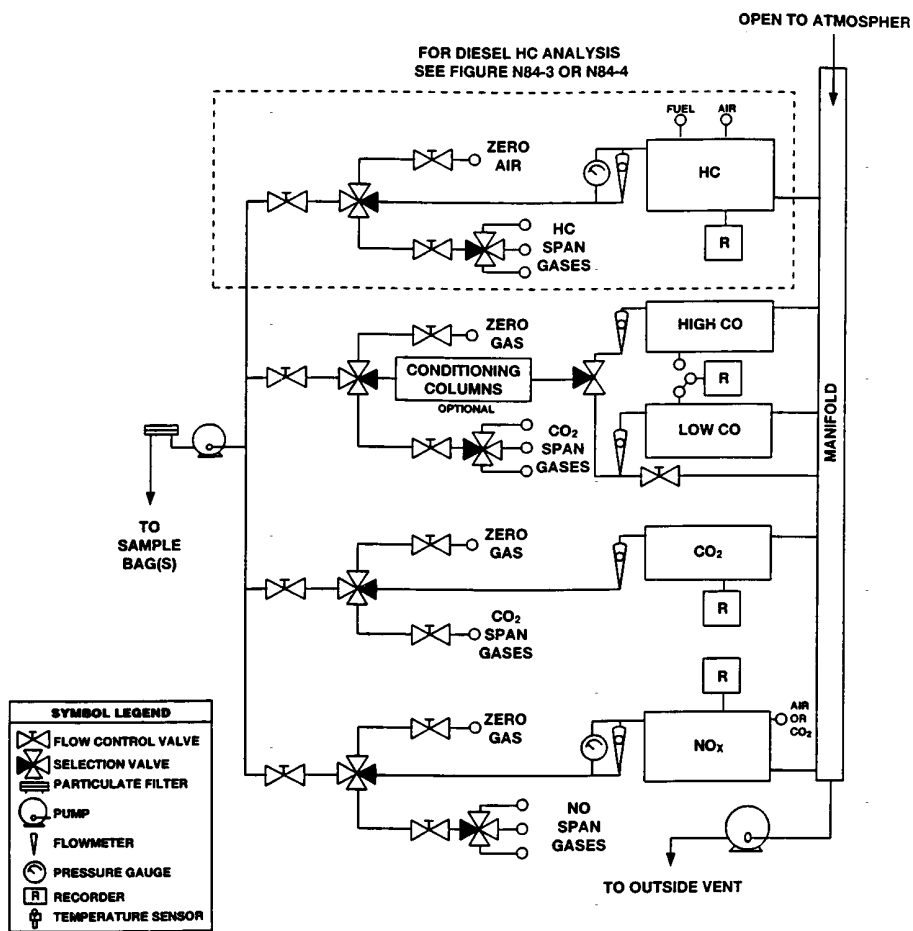 OPEN TO ATMOSPHER
FOR DIESEL HC ANALYSIS
SEE FIGURE N84-3 OR N84-4
FUEL
AIR
ZERO
AIR
HC
HC
SPAN
GASES
R
ZERO
GAS
HIGH CO
CONDITIONING
COLUMNS
OPTIONAL
R
LOW CO
CO₂
SPAN
GASES
MANIFOLD
TO
SAMPLE
BAG(S)
ZERO
GAS
CO₂
R
CO₂
SPAN
GASES
R
ZERO
GAS
AIR
OR
CO₂
NOX
NO
SPAN
GASES
TO OUTSIDE VENT
SYMBOL LEGEND
FLOW CONTROL VALVE
SELECTION VALVE
PARTICULATE FILTER
PUMP
FLOWMETER
PRESSURE GAUGE
R RECORDER
TEMPERATURE SENSOR